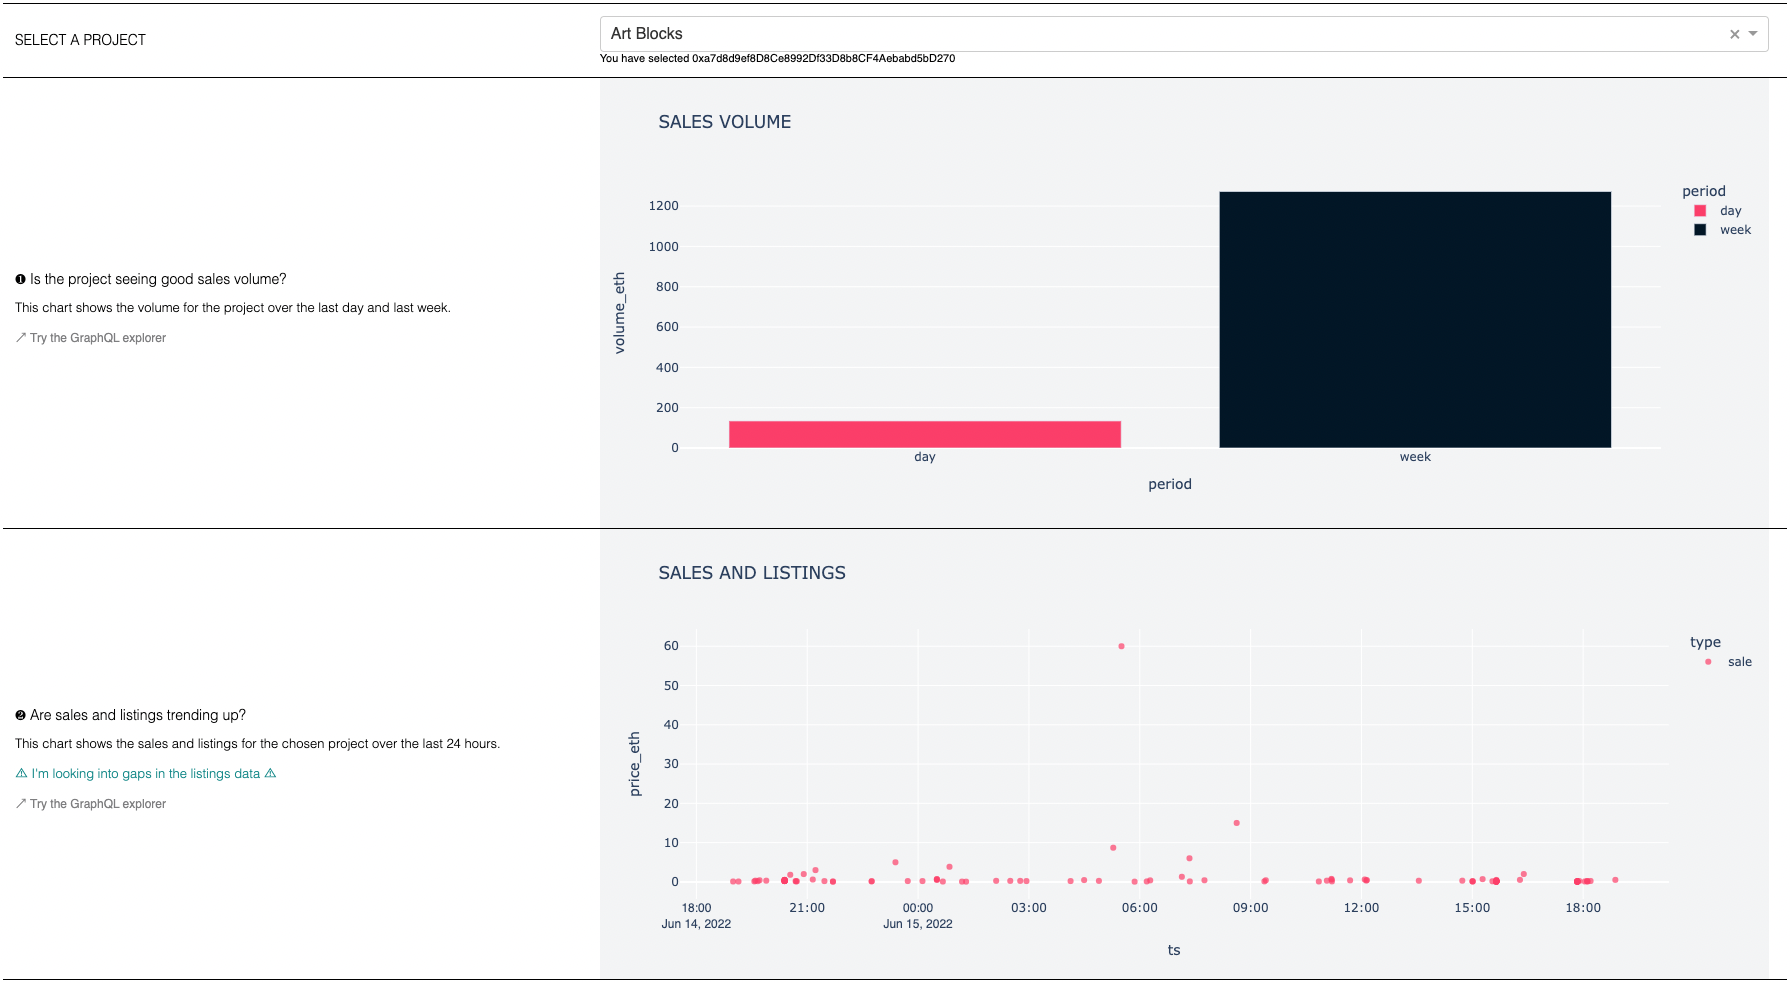 SELECT A PROJECT
Art Blocks
You have selected 0xa7d8d9ef8D8Ce8992Df33D8b8CF4Aebabd5bD270
❶ Is the project seeing good sales volume?
This chart shows the volume for the project over the last day and last week.
↗ Try the GraphQL explorer
SALES VOLUME
volume_eth
1200
1000
800
600
400
200
0
day
week
period
period
day
week
❷ Are sales and listings trending up?
This chart shows the sales and listings for the chosen project over the last 24 hours.
⚠ I'm looking into gaps in the listings data ⚠
↗ Try the GraphQL explorer
SALES AND LISTINGS
price_eth
60
50
40
30
20
10
0
18:00
Jun 14, 2022
21:00
00:00
Jun 15, 2022
03:00
06:00
09:00
12:00
15:00
18:00
ts
type
sale